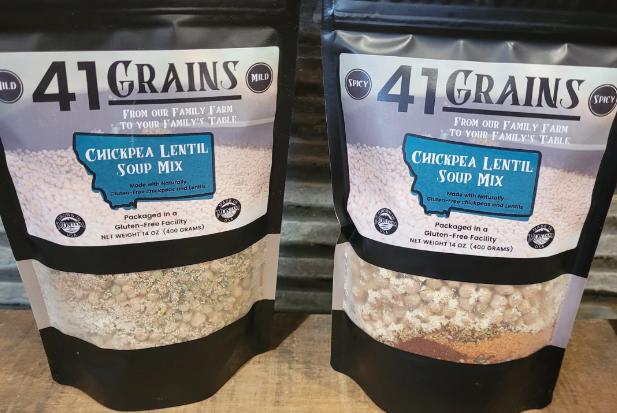 MILD
41 GRAINS
MILD
FROM OUR FAMILY FARM
TO YOUR FAMILY'S TABLE
CHICKPEA LENTIL
SOUP MIX
Made with Naturally
Gluten-Free chickpeas and Lentils
Packaged in a
Gluten-Free Facility
NET WEIGHT 14 OZ. (400 GRAMS)
SPICY
41 GRAINS
SPICY
FROM OUR FAMILY FARM
TO YOUR FAMILY'S TABLE
CHICKPEA LENTIL
SOUP MIX
Made with Naturally
Gluten-Free chickpeas and Lentils
Packaged in a
Gluten-Free Facility
NET WEIGHT 14 OZ. (400 GRAMS)